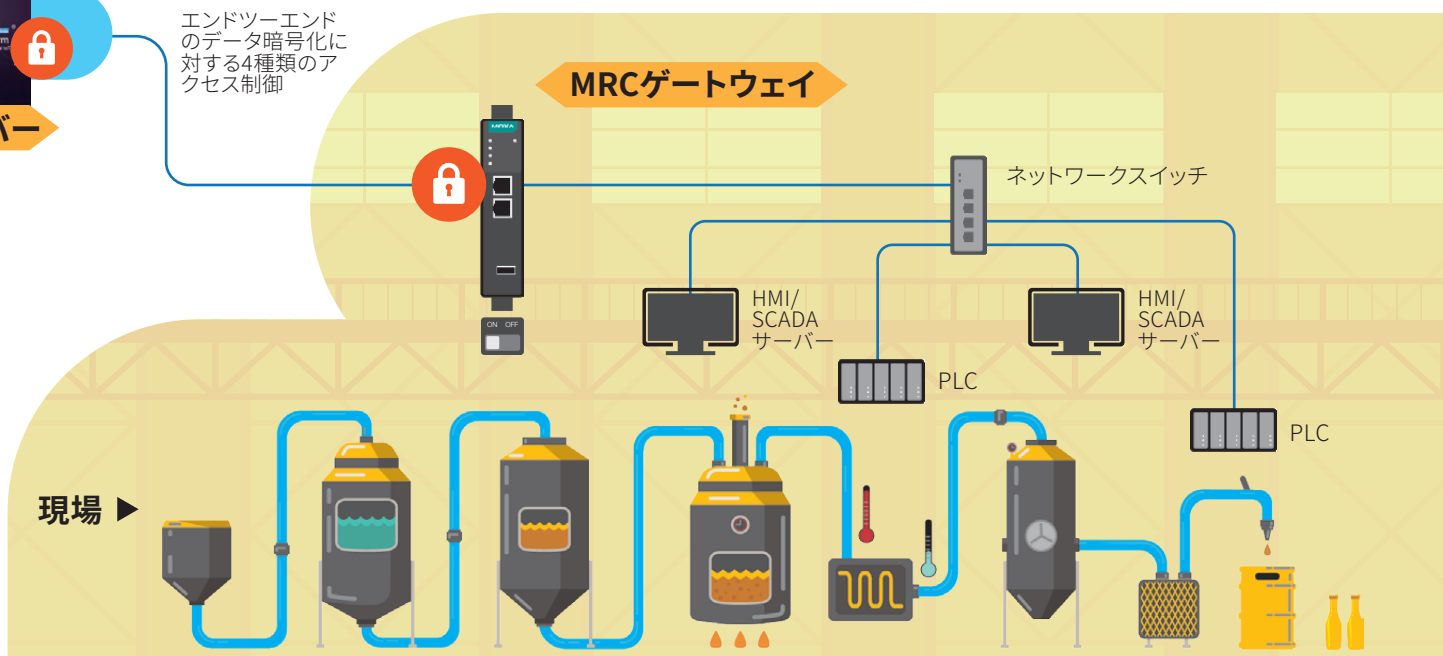 エンドツーエンド
のデータ暗号化に
対する4種類のア
クセス制御
バー
MRCゲートウェイ
MOXA
ネットワークスイッチ
ON OFF
HMI/
SCADA
サーバー
HMI/
SCADA
サーバー
PLC
PLC
現場 ▶